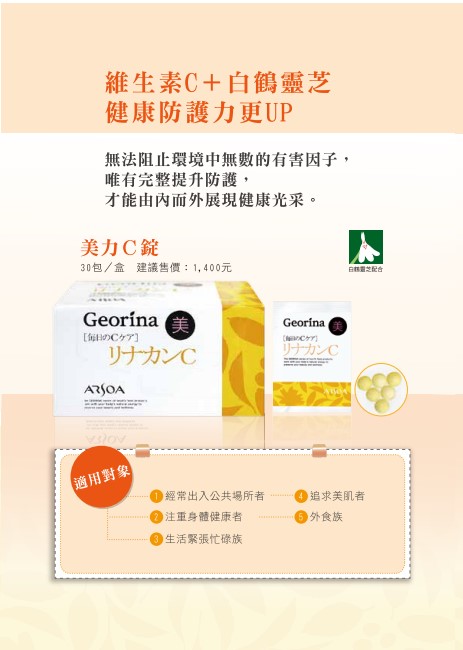 維生素C＋白鶴靈芝
健康防護力更UP
無法阻止環境中無數的有害因子，
唯有完整提升防護，
才能由內而外展現健康光采。
美力C錠
30包／盒　建議售價：1,400元
白鶴靈芝配合
Georina 美
[毎日のCケア]
リナカンC
ARSOA
Georina 美
[毎日のCケア]
リナカンC
ARSOA
適用對象
1 經常出入公共場所者
4 追求美肌者
2 注重身體健康者
5 外食族
3 生活緊張忙碌族